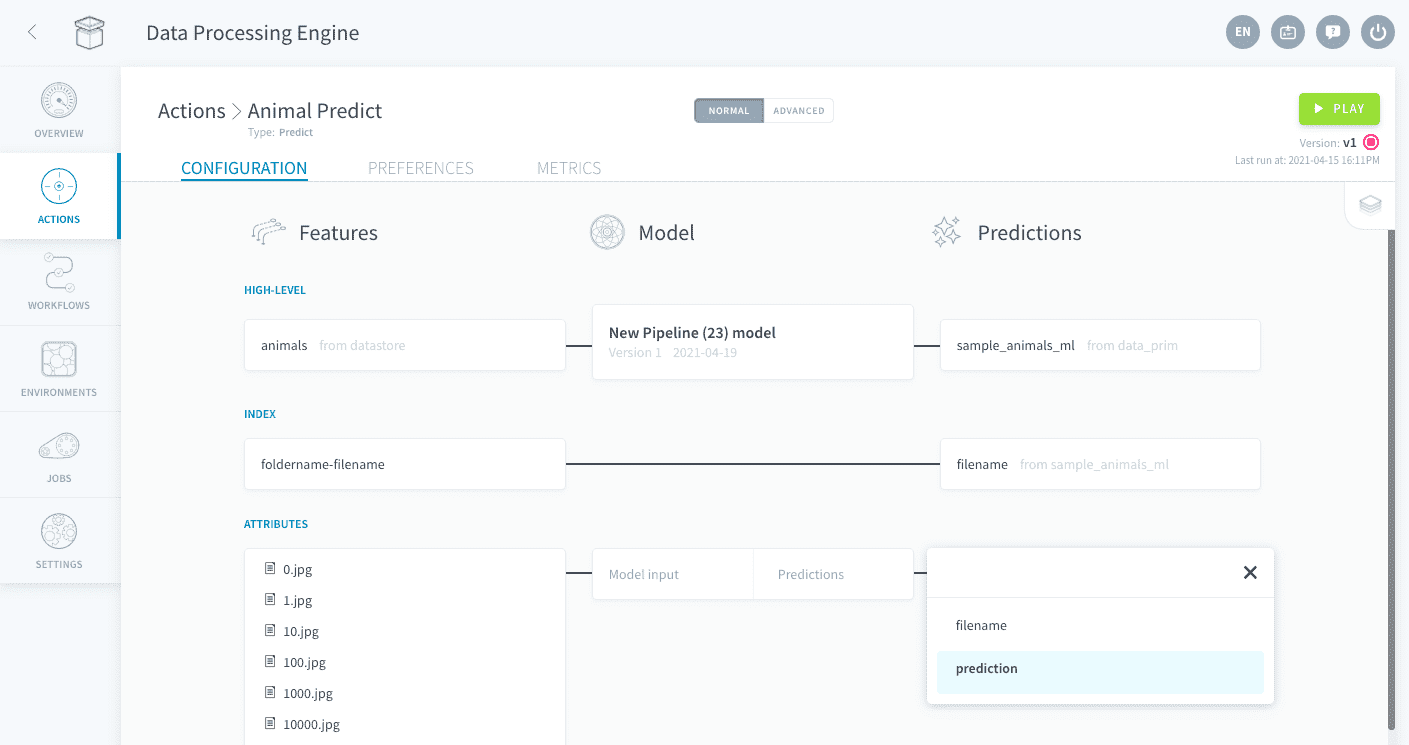 Data Processing Engine
EN
OVERVIEW
ACTIONS
WORKFLOWS
ENVIRONMENTS
JOBS
SETTINGS
Actions > Animal Predict
Type: Predict
NORMAL ADVANCED
PLAY
Version: v1
Last run at: 2021-04-15 16:11PM
CONFIGURATION PREFERENCES METRICS
Features Model Predictions
HIGH-LEVEL
animals from datastore
New Pipeline (23) model
Version 1 2021-04-19
sample_animals_ml from data_prim
INDEX
foldername-filename
filename from sample_animals_ml
ATTRIBUTES
0.jpg
1.jpg
10.jpg
100.jpg
1000.jpg
10000.jpg
Model input Predictions
filename
prediction